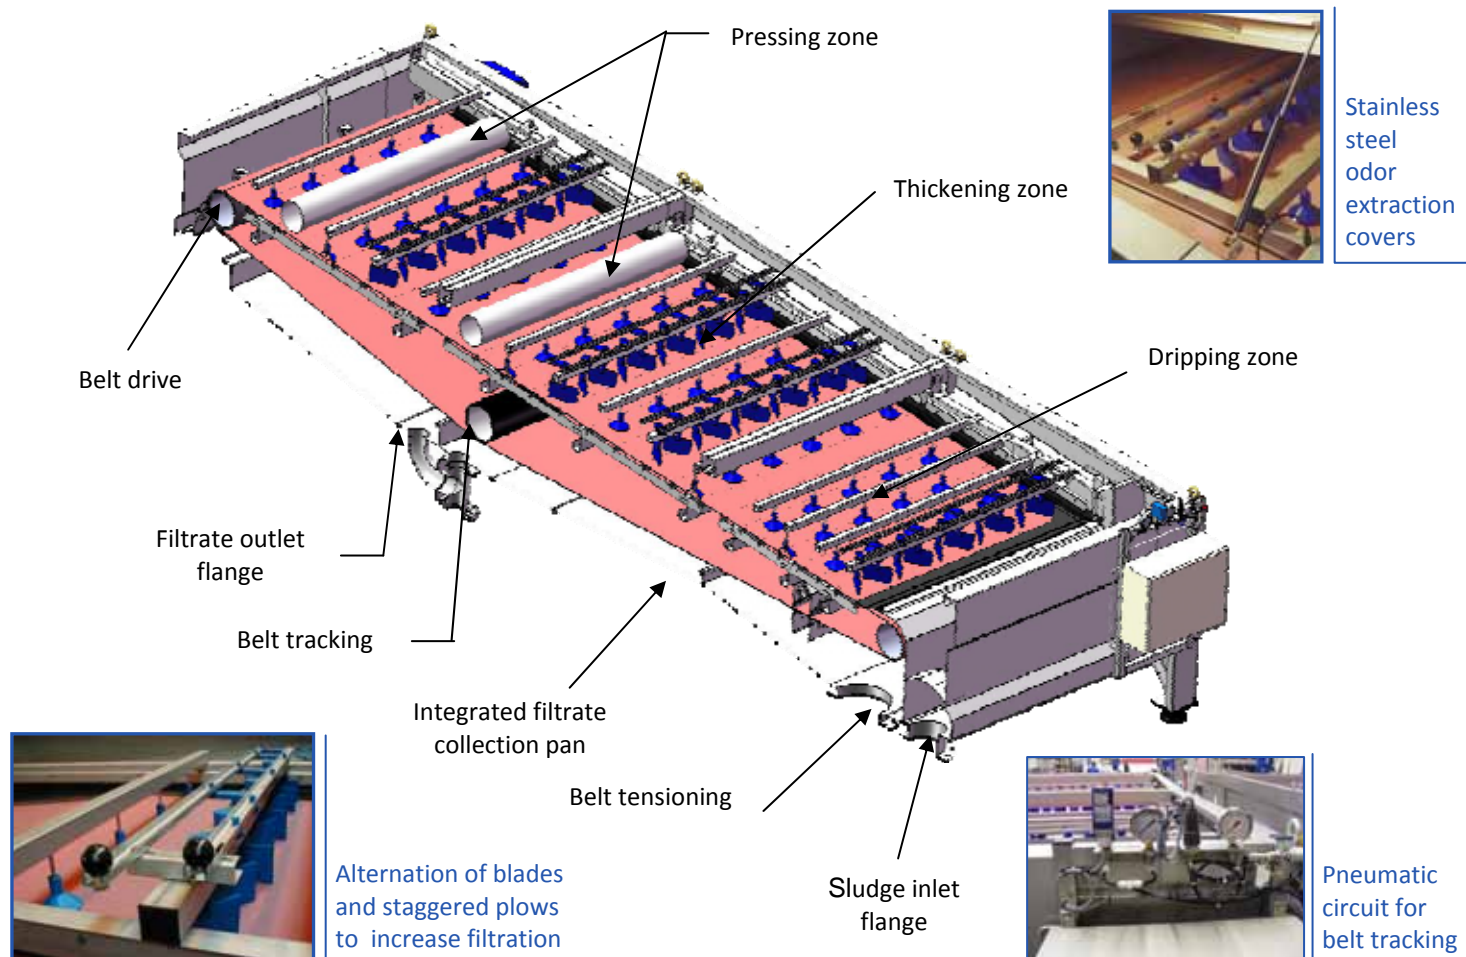 Pressing zone
Stainless
steel
odor
extraction
covers
Thickening zone
Dripping zone
Belt drive
Filtrate outlet
flange
Belt tracking
Integrated filtrate
collection pan
Belt tensioning
Sludge inlet
flange
Alternation of blades
and staggered plows
to increase filtration
Pneumatic
circuit for
belt tracking